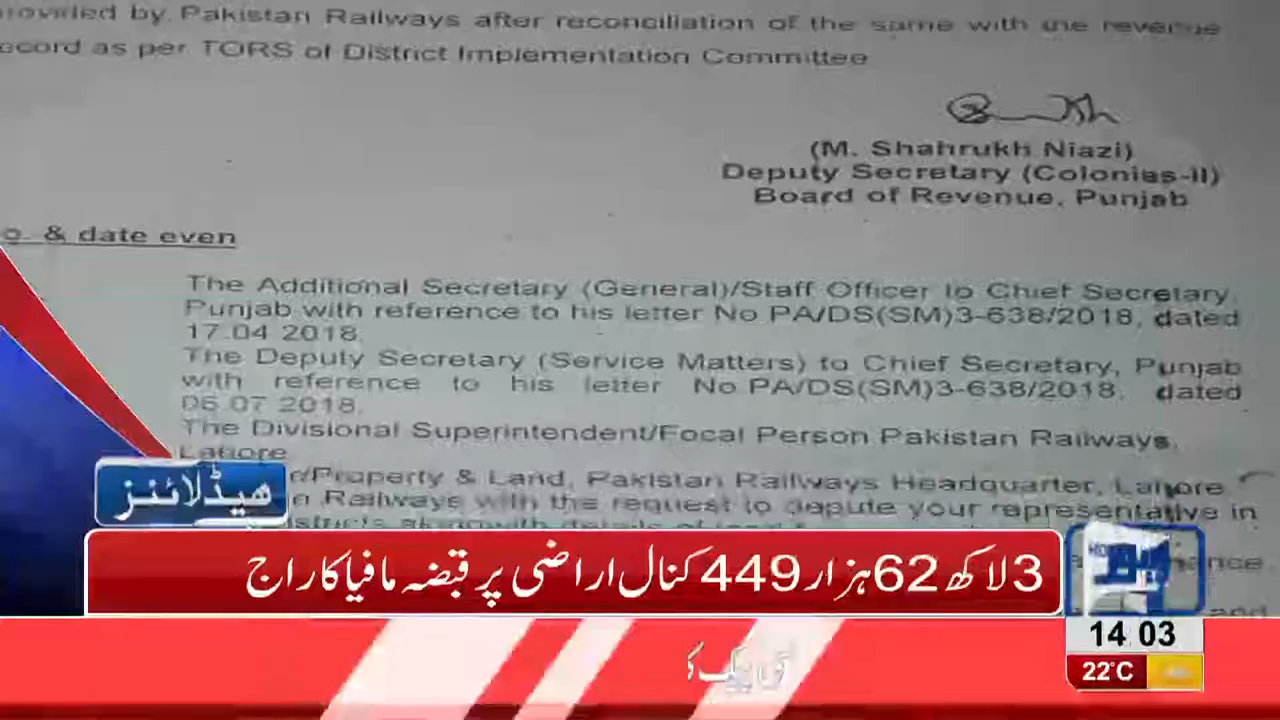 rovided by Pakistan Railways after reconciliation of the same with the revenue
ecord as per TORS of District Implementation Committee
(M. Shahrukh Niazi)
Deputy Secretary (Colonies-II)
Board of Revenue, Punjab
o. & date even
The Additional Secretary (General)/Staff Officer to Chief Secretary,
Punjab with reference to his letter No PA/DS(SM)3-638/2018, dated
17.04 2018.
The Deputy Secretary (Service Matters) to Chief Secretary, Punjab
with reference to his letter No PA/DS(SM)3-638/2018, dated
06.07 2018.
The Divisional Superintendent/Focal Person Pakistan Railways,
Lahore
r/Property & Land, Pakistan Railways Headquarter, Lahore
n Railways with the request to depute your representative in
ہیڈلائنز
3 لاکھ 62 ہزار 449 کنال اراضی پر قبضہ مافیا کا راج
14 03
22°C